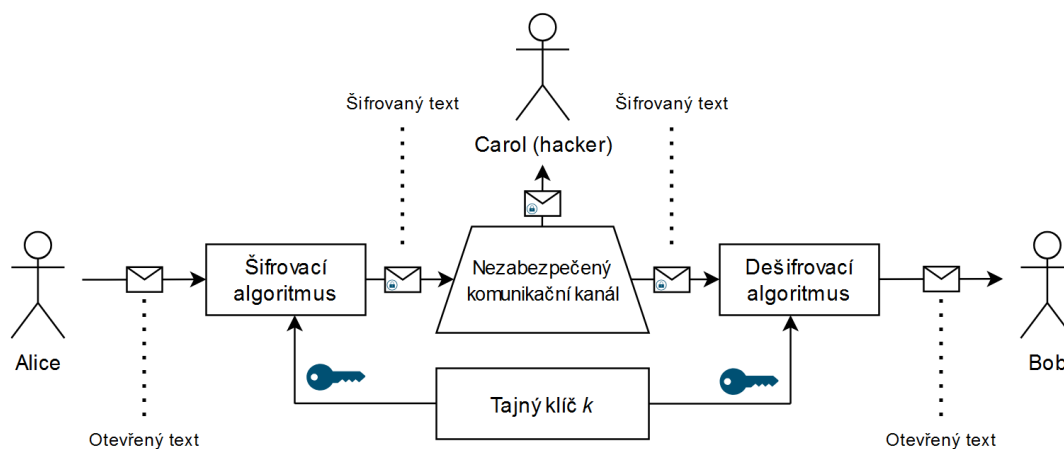 Šifrovaný text
Šifrovaný text
Carol (hacker)
Šifrovací
algoritmus
Nezabezpečený
komunikační kanál
Dešifrovací
algoritmus
Alice
Bob
Tajný klíč k
Otevřený text
Otevřený text